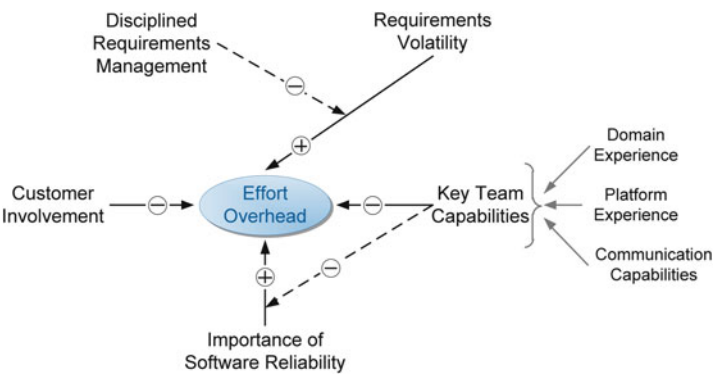 Disciplined
Requirements
Management
Requirements
Volatility
−
+
Customer
Involvement
−
Effort
Overhead
−
Key Team
Capabilities
Domain
Experience
Platform
Experience
Communication
Capabilities
+
−
Importance of
Software Reliability